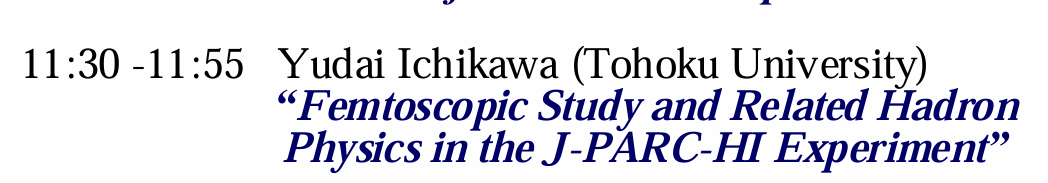 11:30 -11:55 Yudai Ichikawa (Tohoku University)
“Femtoscopic Study and Related Hadron
Physics in the J-PARC-HI Experiment”